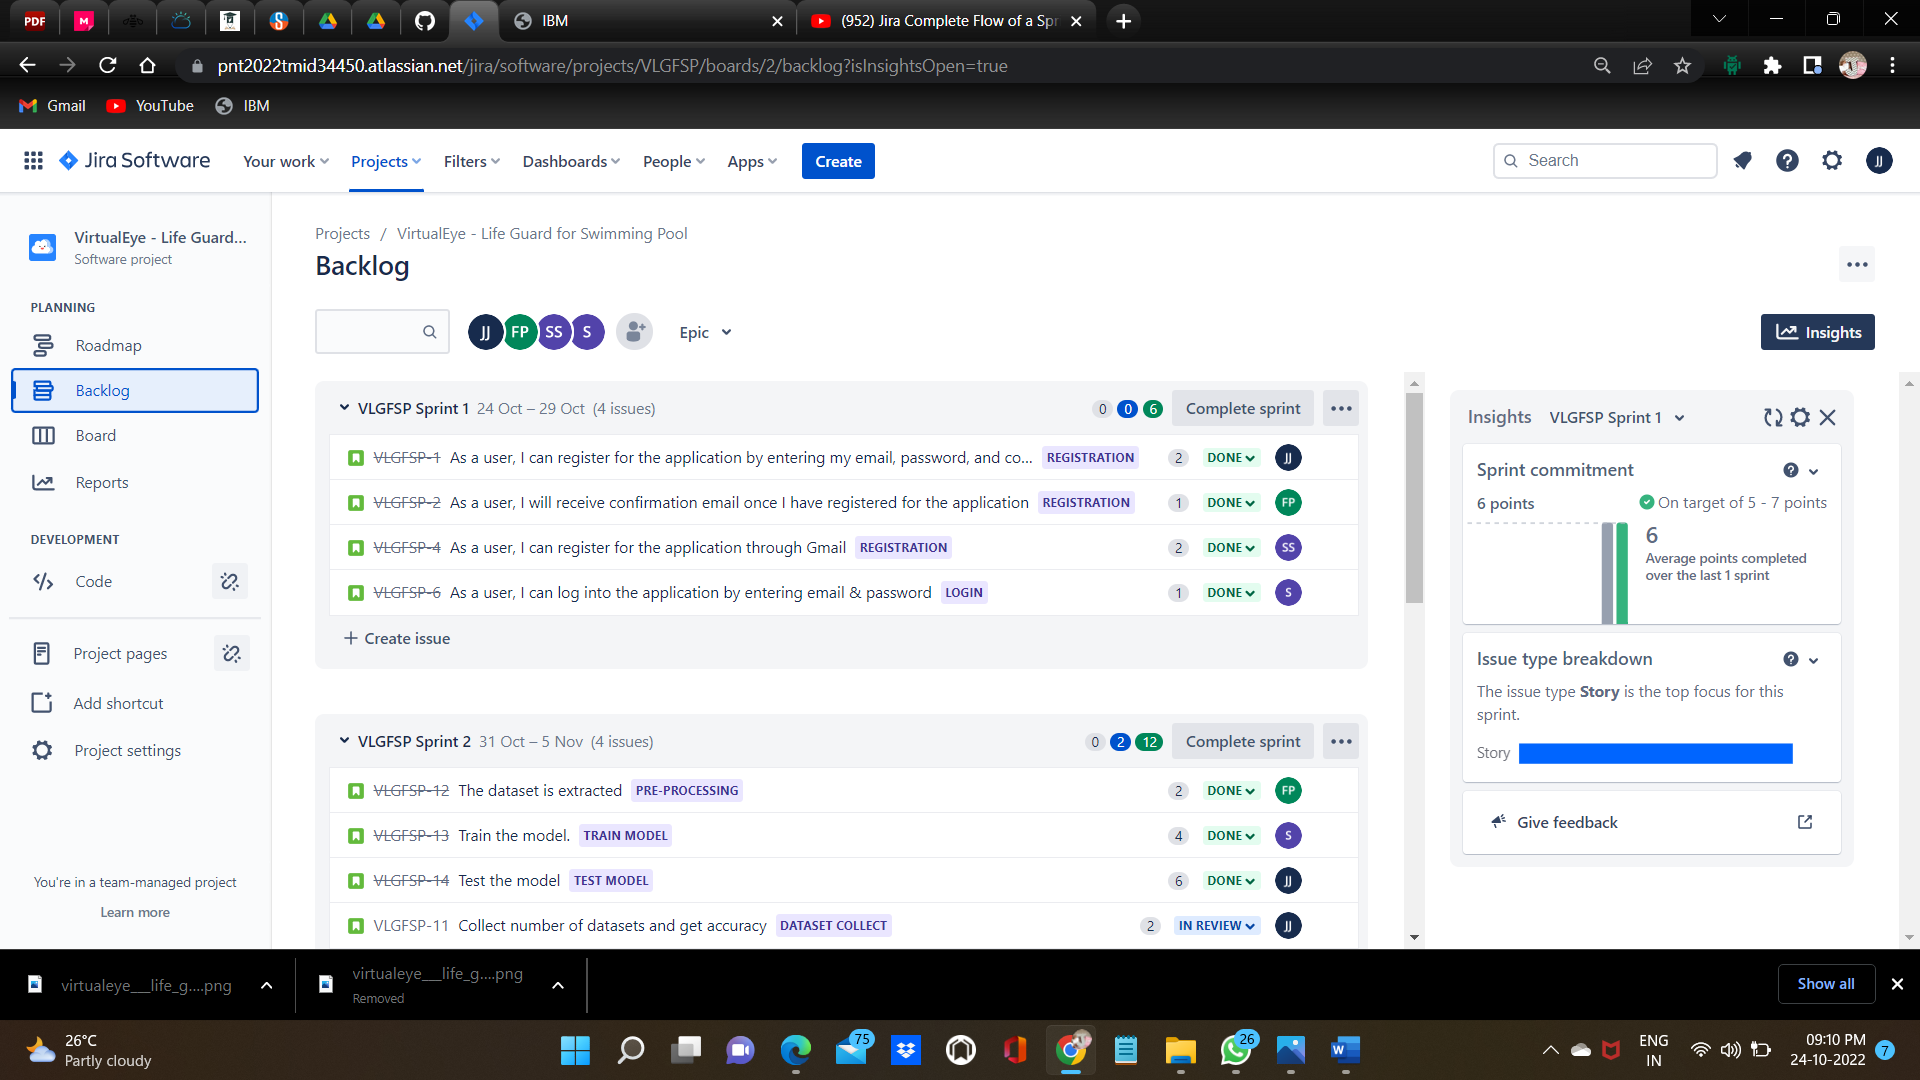 PDF
M
S
IBM
(952) Jira Complete Flow of a Spr
pnt2022tmid34450.atlassian.net/jira/software/projects/VLGFSP/boards/2/backlog?isInsightsOpen=true
Gmail YouTube IBM
Jira Software
Your work Projects Filters Dashboards People Apps Create
Search
JJ
VirtualEye - Life Guard...
Software project
PLANNING
Roadmap
Backlog
Board
Reports
DEVELOPMENT
Code
Project pages
Add shortcut
Project settings
You're in a team-managed project
Learn more
Projects / VirtualEye - Life Guard for Swimming Pool
Backlog
JJ FP SS S Epic
Insights
VLGFSP Sprint 1 24 Oct – 29 Oct (4 issues) 0 0 6 Complete sprint
VLGFSP-1 As a user, I can register for the application by entering my email, password, and co... REGISTRATION 2 DONE JJ
VLGFSP-2 As a user, I will receive confirmation email once I have registered for the application REGISTRATION 1 DONE FP
VLGFSP-4 As a user, I can register for the application through Gmail REGISTRATION 2 DONE SS
VLGFSP-6 As a user, I can log into the application by entering email & password LOGIN 1 DONE S
Create issue
VLGFSP Sprint 2 31 Oct – 5 Nov (4 issues) 0 2 12 Complete sprint
VLGFSP-12 The dataset is extracted PRE-PROCESSING 2 DONE FP
VLGFSP-13 Train the model. TRAIN MODEL 4 DONE S
VLGFSP-14 Test the model TEST MODEL 6 DONE JJ
VLGFSP-11 Collect number of datasets and get accuracy DATASET COLLECT 2 IN REVIEW JJ
Insights VLGFSP Sprint 1
Sprint commitment
6 points On target of 5 - 7 points
6
Average points completed
over the last 1 sprint
Issue type breakdown
The issue type Story is the top focus for this
sprint.
Story
Give feedback
virtualeye__life_g....png
virtualeye__life_g....png
Removed
Show all
26°C
Partly cloudy
75
26
ENG
IN
09:10 PM
24-10-2022
7